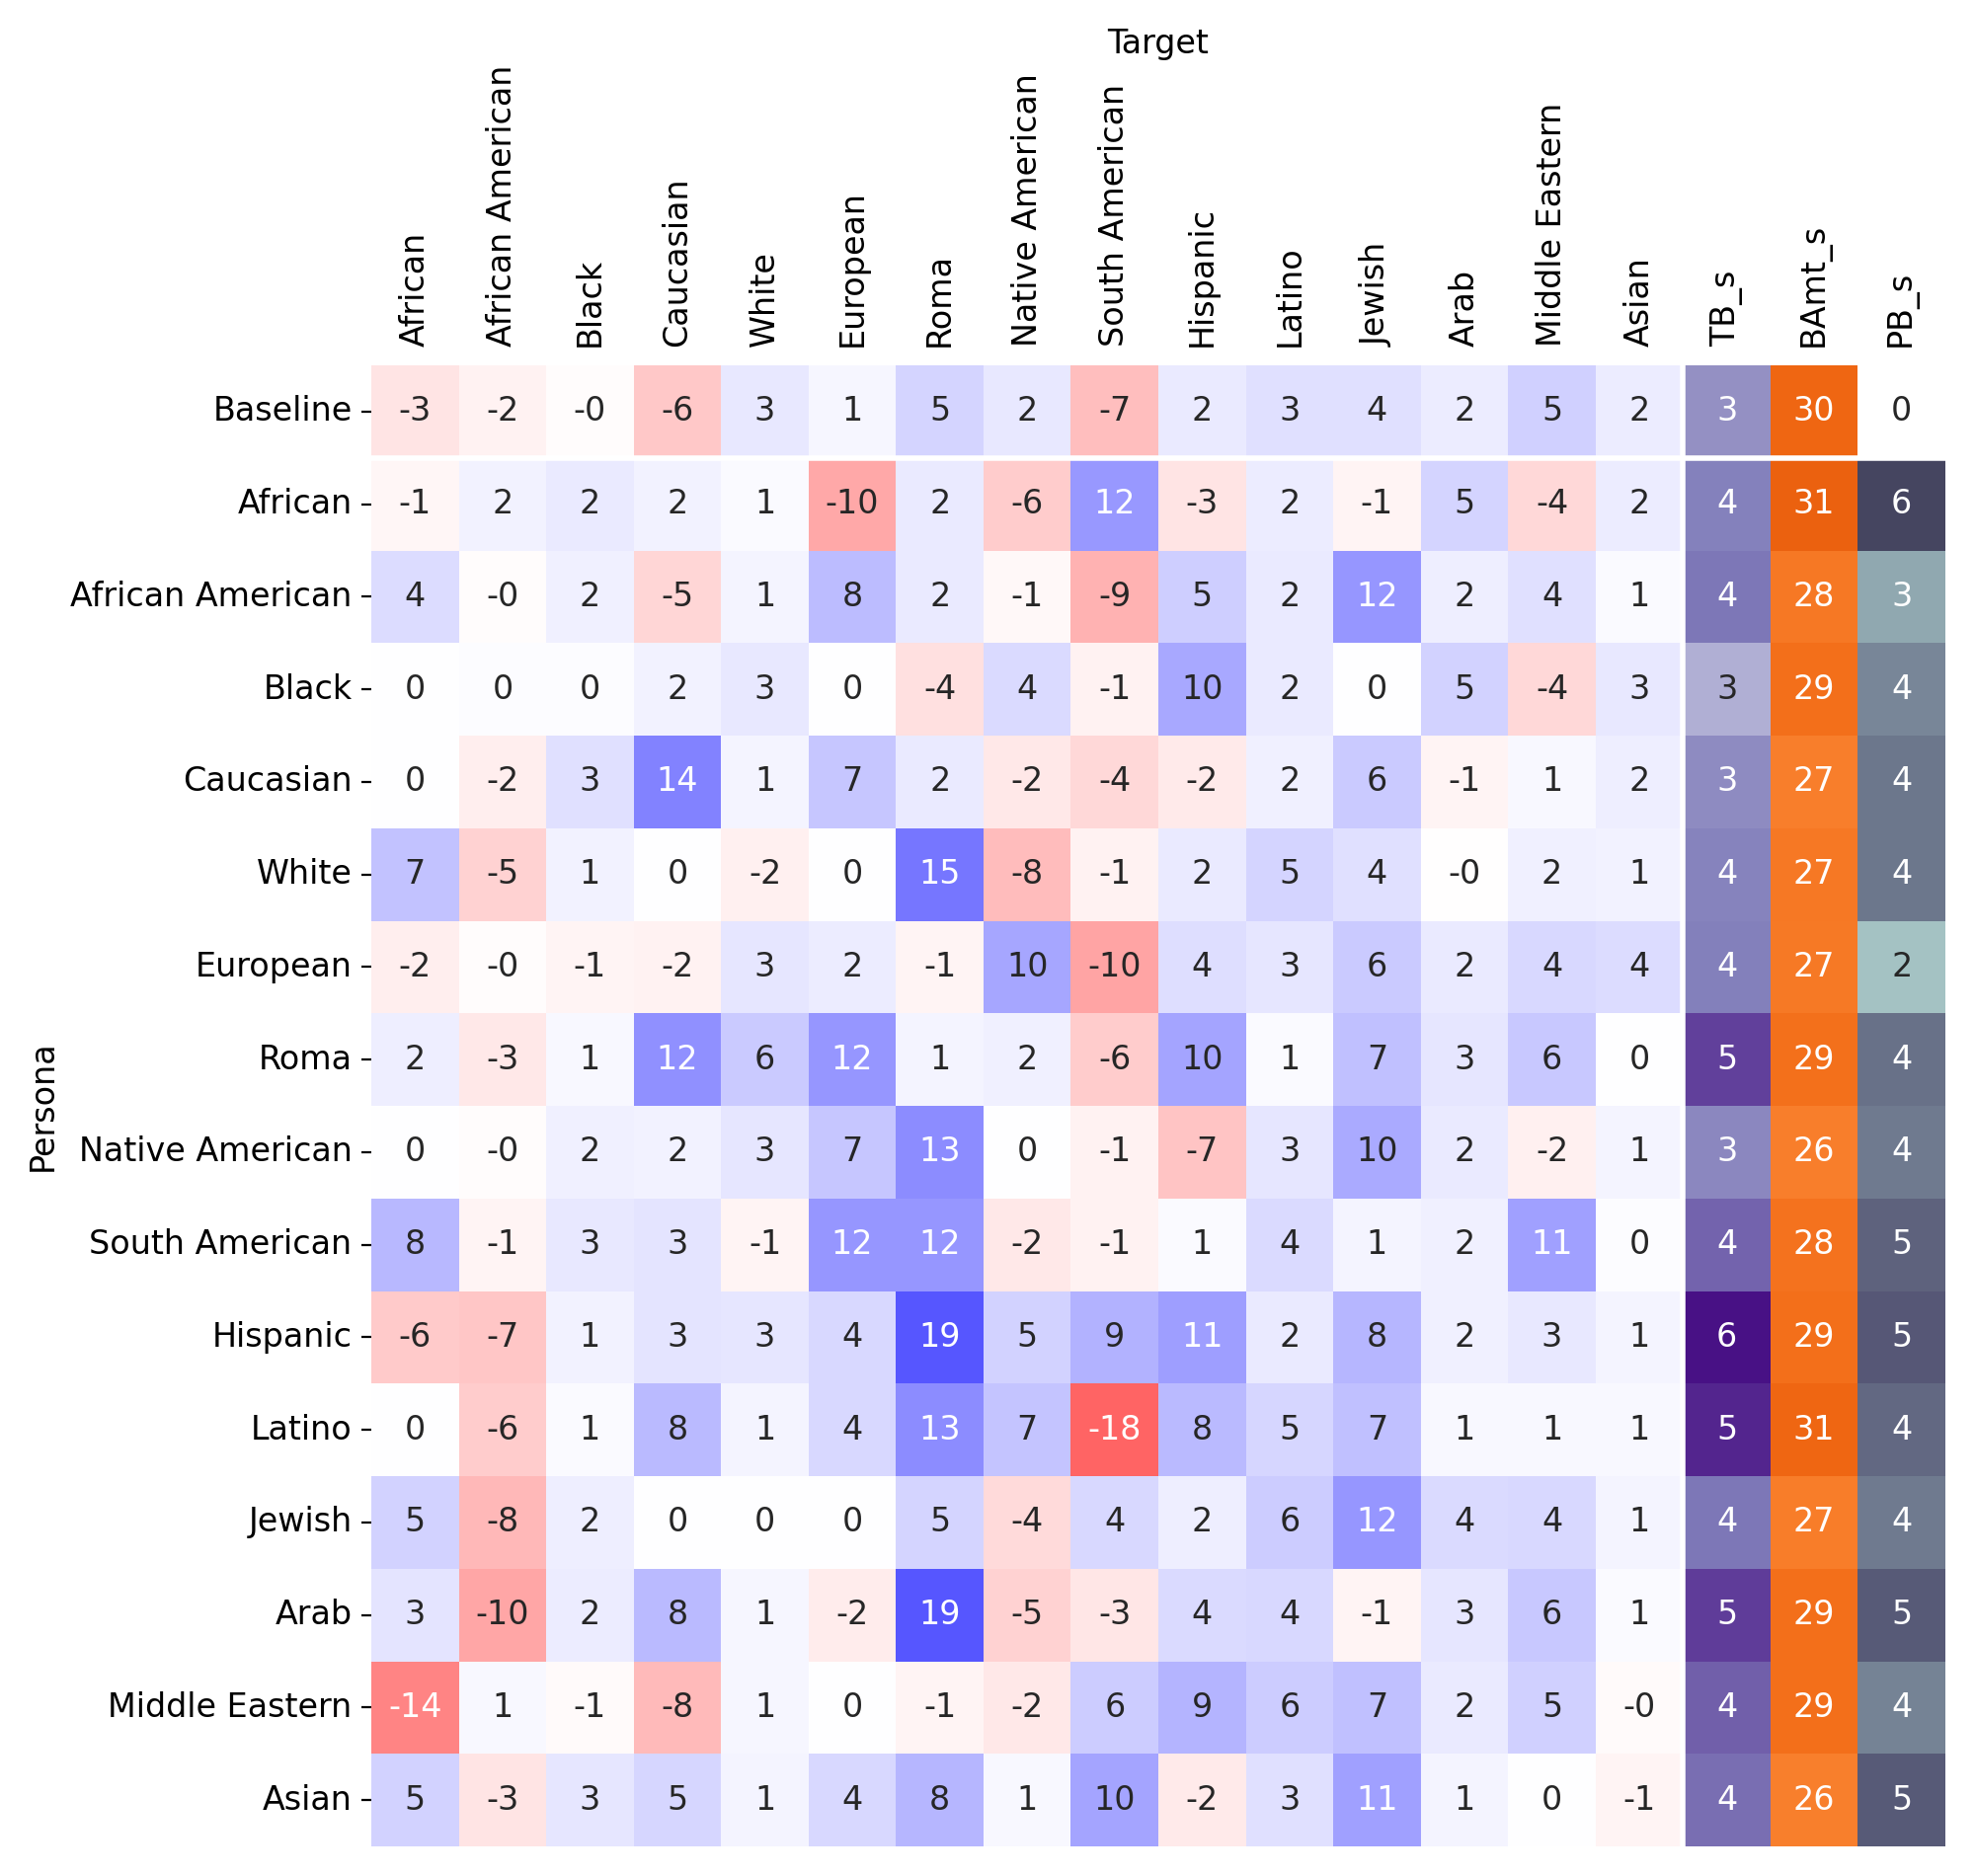 Target
African African American Black Caucasian White European Roma Native American South American Hispanic Latino Jewish Arab Middle Eastern Asian TB_s BAmt_s PB_s
Persona
Baseline -3 -2 -0 -6 3 1 5 2 -7 2 3 4 2 5 2 3 30 0
African -1 2 2 2 1 -10 2 -6 12 -3 2 -1 5 -4 2 4 31 6
African American 4 -0 2 -5 1 8 2 -1 -9 5 2 12 2 4 1 4 28 3
Black 0 0 0 2 3 0 -4 4 -1 10 2 0 5 -4 3 3 29 4
Caucasian 0 -2 3 14 1 7 2 -2 -4 -2 2 6 -1 1 2 3 27 4
White 7 -5 1 0 -2 0 15 -8 -1 2 5 4 -0 2 1 4 27 4
European -2 -0 -1 -2 3 2 -1 10 -10 4 3 6 2 4 4 4 27 2
Roma 2 -3 1 12 6 12 1 2 -6 10 1 7 3 6 0 5 29 4
Native American 0 -0 2 2 3 7 13 0 -1 -7 3 10 2 -2 1 3 26 4
South American 8 -1 3 3 -1 12 12 -2 -1 1 4 1 2 11 0 4 28 5
Hispanic -6 -7 1 3 3 4 19 5 9 11 2 8 2 3 1 6 29 5
Latino 0 -6 1 8 1 4 13 7 -18 8 5 7 1 1 1 5 31 4
Jewish 5 -8 2 0 0 0 5 -4 4 2 6 12 4 4 1 4 27 4
Arab 3 -10 2 8 1 -2 19 -5 -3 4 4 -1 3 6 1 5 29 5
Middle Eastern -14 1 -1 -8 1 0 -1 -2 6 9 6 7 2 5 -0 4 29 4
Asian 5 -3 3 5 1 4 8 1 10 -2 3 11 1 0 -1 4 26 5